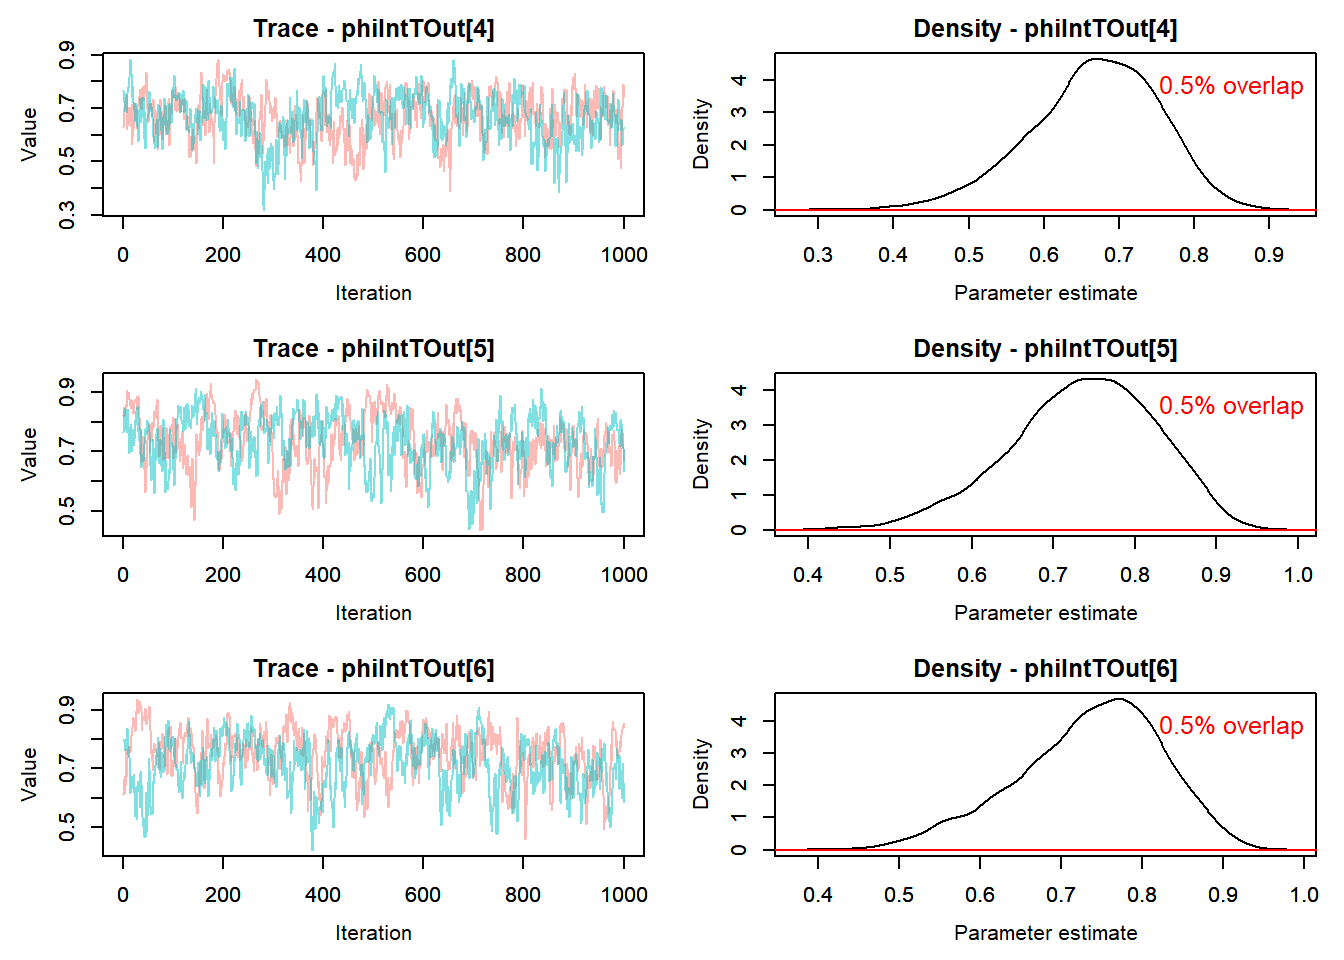 Trace - phiIntTOut[4]
Value
0.3 0.5 0.7 0.9
0 200 400 600 800 1000
Iteration
Density - phiIntTOut[4]
0.5% overlap
Density
0 1 2 3 4
0.3 0.4 0.5 0.6 0.7 0.8 0.9
Parameter estimate
Trace - phiIntTOut[5]
Value
0.5 0.7 0.9
0 200 400 600 800 1000
Iteration
Density - phiIntTOut[5]
0.5% overlap
Density
0 1 2 3 4
0.4 0.5 0.6 0.7 0.8 0.9 1.0
Parameter estimate
Trace - phiIntTOut[6]
Value
0.5 0.7 0.9
0 200 400 600 800 1000
Iteration
Density - phiIntTOut[6]
0.5% overlap
Density
0 1 2 3 4
0.4 0.5 0.6 0.7 0.8 0.9 1.0
Parameter estimate